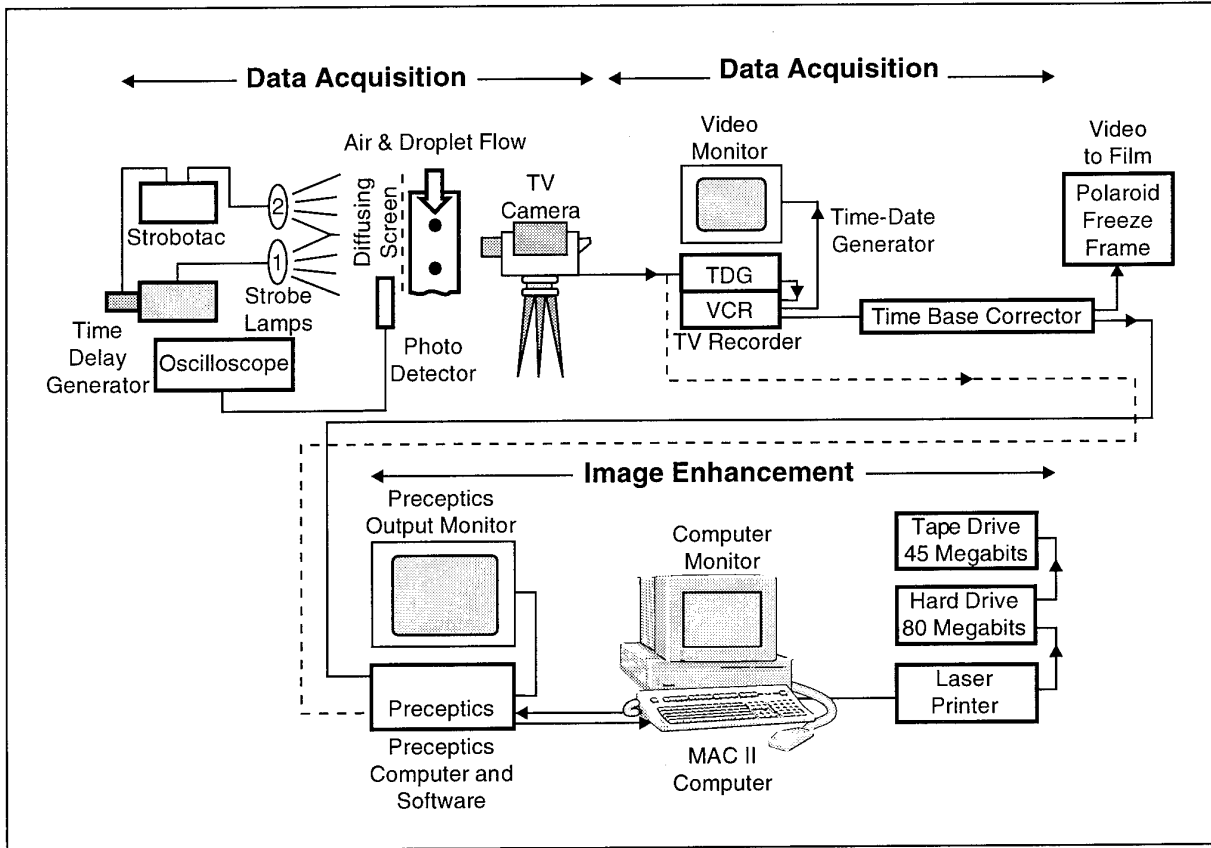 Data Acquisition
Data Acquisition
Air & Droplet Flow
Strobotac
2
1
Strobe
Lamps
Time
Delay
Generator
Oscilloscope
Diffusing
Screen
Photo
Detector
TV
Camera
Video
Monitor
Time-Date
Generator
TDG
VCR
TV Recorder
Time Base Corrector
Video
to Film
Polaroid
Freeze
Frame
Image Enhancement
Preceptics
Output Monitor
Preceptics
Preceptics
Computer and
Software
Computer
Monitor
MAC II
Computer
Tape Drive
45 Megabits
Hard Drive
80 Megabits
Laser
Printer